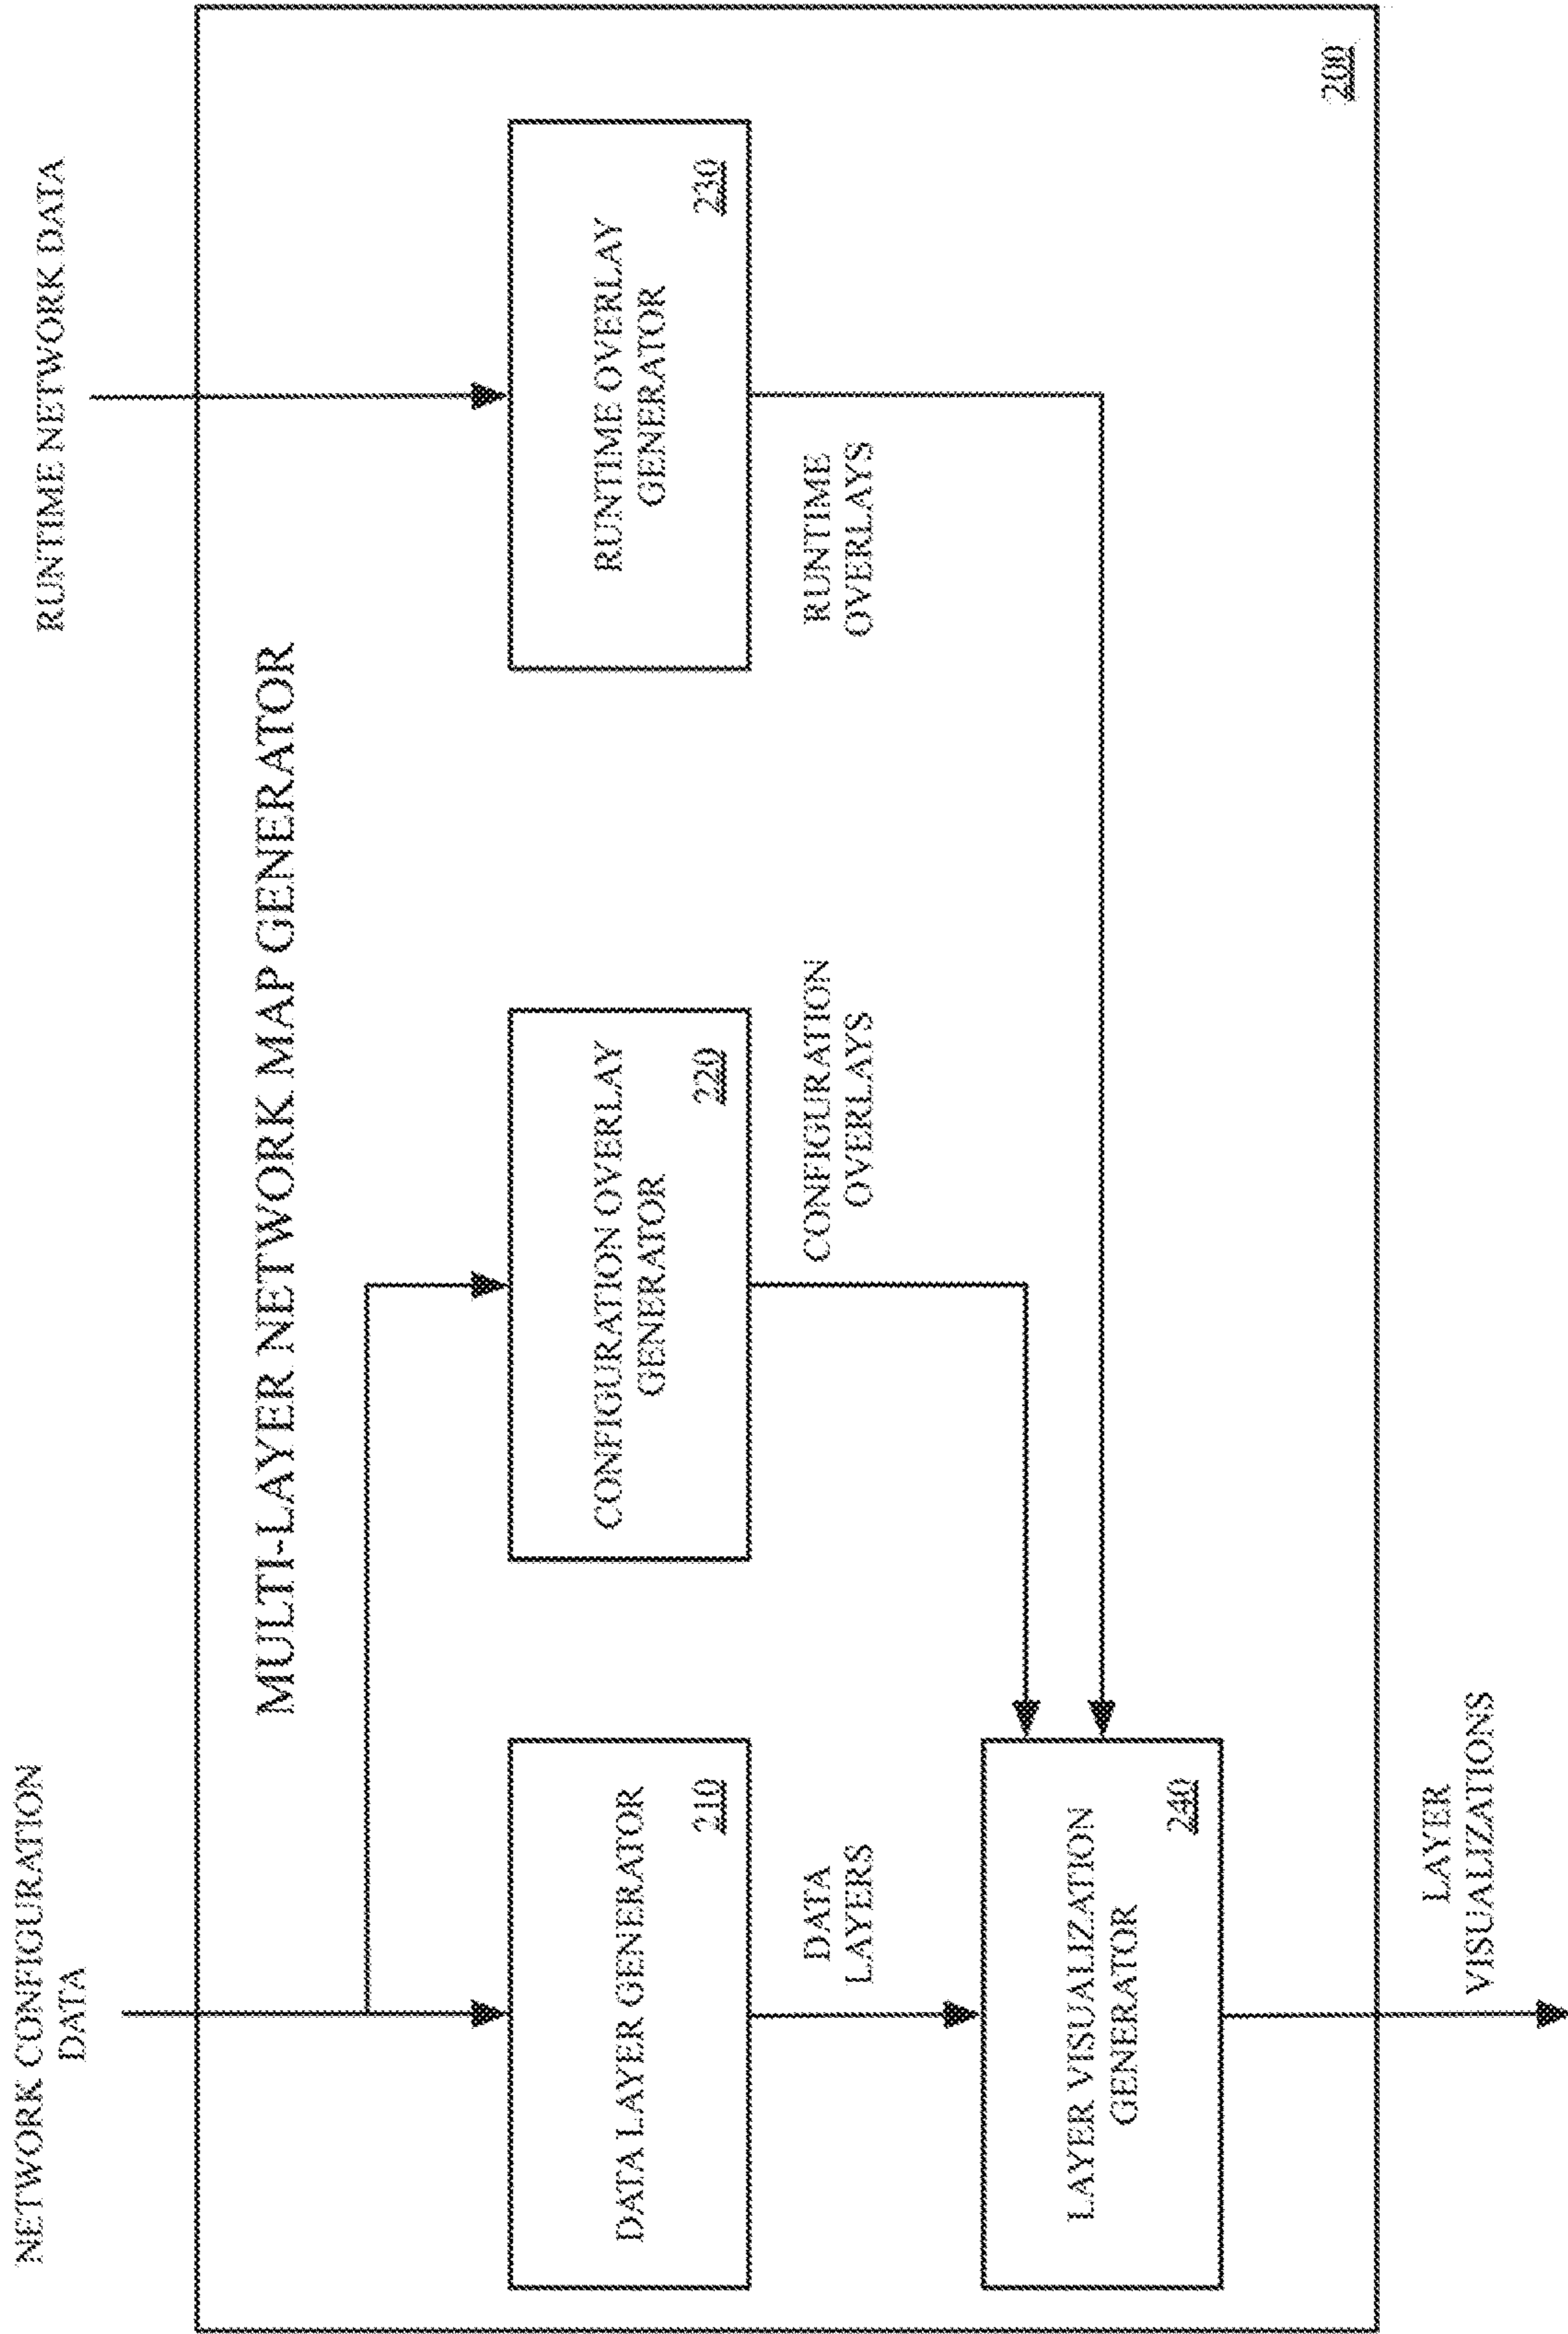 NETWORK CONFIGURATION
DATA
RUNTIME NETWORK DATA
MULTI-LAYER NETWORK MAP GENERATOR
DATA LAYER GENERATOR
210
CONFIGURATION OVERLAY
GENERATOR
220
RUNTIME OVERLAY
GENERATOR
230
DATA
LAYERS
CONFIGURATION
OVERLAYS
RUNTIME
OVERLAYS
LAYER VISUALIZATION
GENERATOR
240
200
LAYER
VISUALIZATIONS